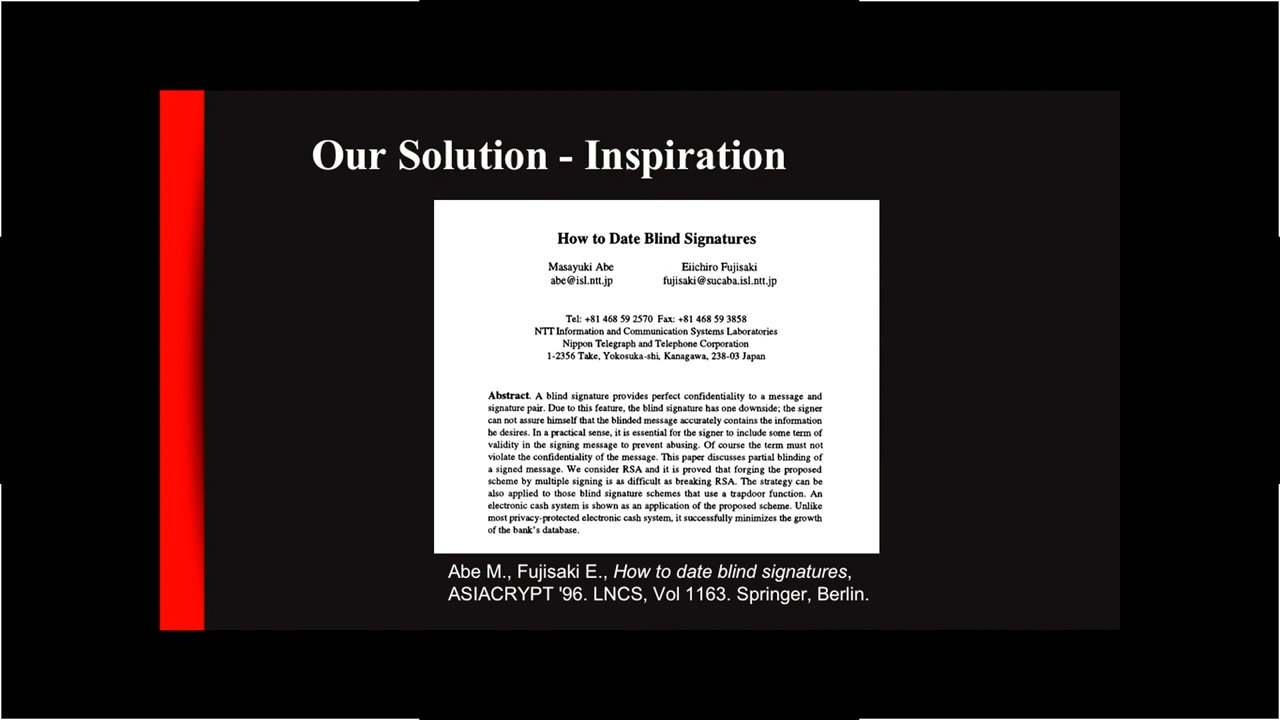 Our Solution - Inspiration
How to Date Blind Signatures
Masayuki Abe Eiichiro Fujisaki
abe@isl.ntt.jp fujisaki@sucaba.isl.ntt.jp
Tel: +81 468 59 2570 Fax: +81 468 59 3858
NTT Information and Communication Systems Laboratories
Nippon Telegraph and Telephone Corporation
1-2356 Take, Yokosuka-shi, Kanagawa, 238-03 Japan
Abstract. A blind signature provides perfect confidentiality to a message and
signature pair. Due to this feature, the blind signature has one downside; the signer
can not assure himself that the blinded message accurately contains the information
he desires. In a practical sense, it is essential for the signer to include some term of
validity in the signing message to prevent abusing. Of course the term must not
violate the confidentiality of the message. This paper discusses partial blinding of
a signed message. We consider RSA and it is proved that forging the proposed
scheme by multiple signing is as difficult as breaking RSA. The strategy can be
also applied to those blind signature schemes that use a trapdoor function. An
electronic cash system is shown as an application of the proposed scheme. Unlike
most privacy-protected electronic cash system, it successfully minimizes the growth
of the bank's database.
Abe M., Fujisaki E., How to date blind signatures,
ASIACRYPT '96. LNCS, Vol 1163. Springer, Berlin.